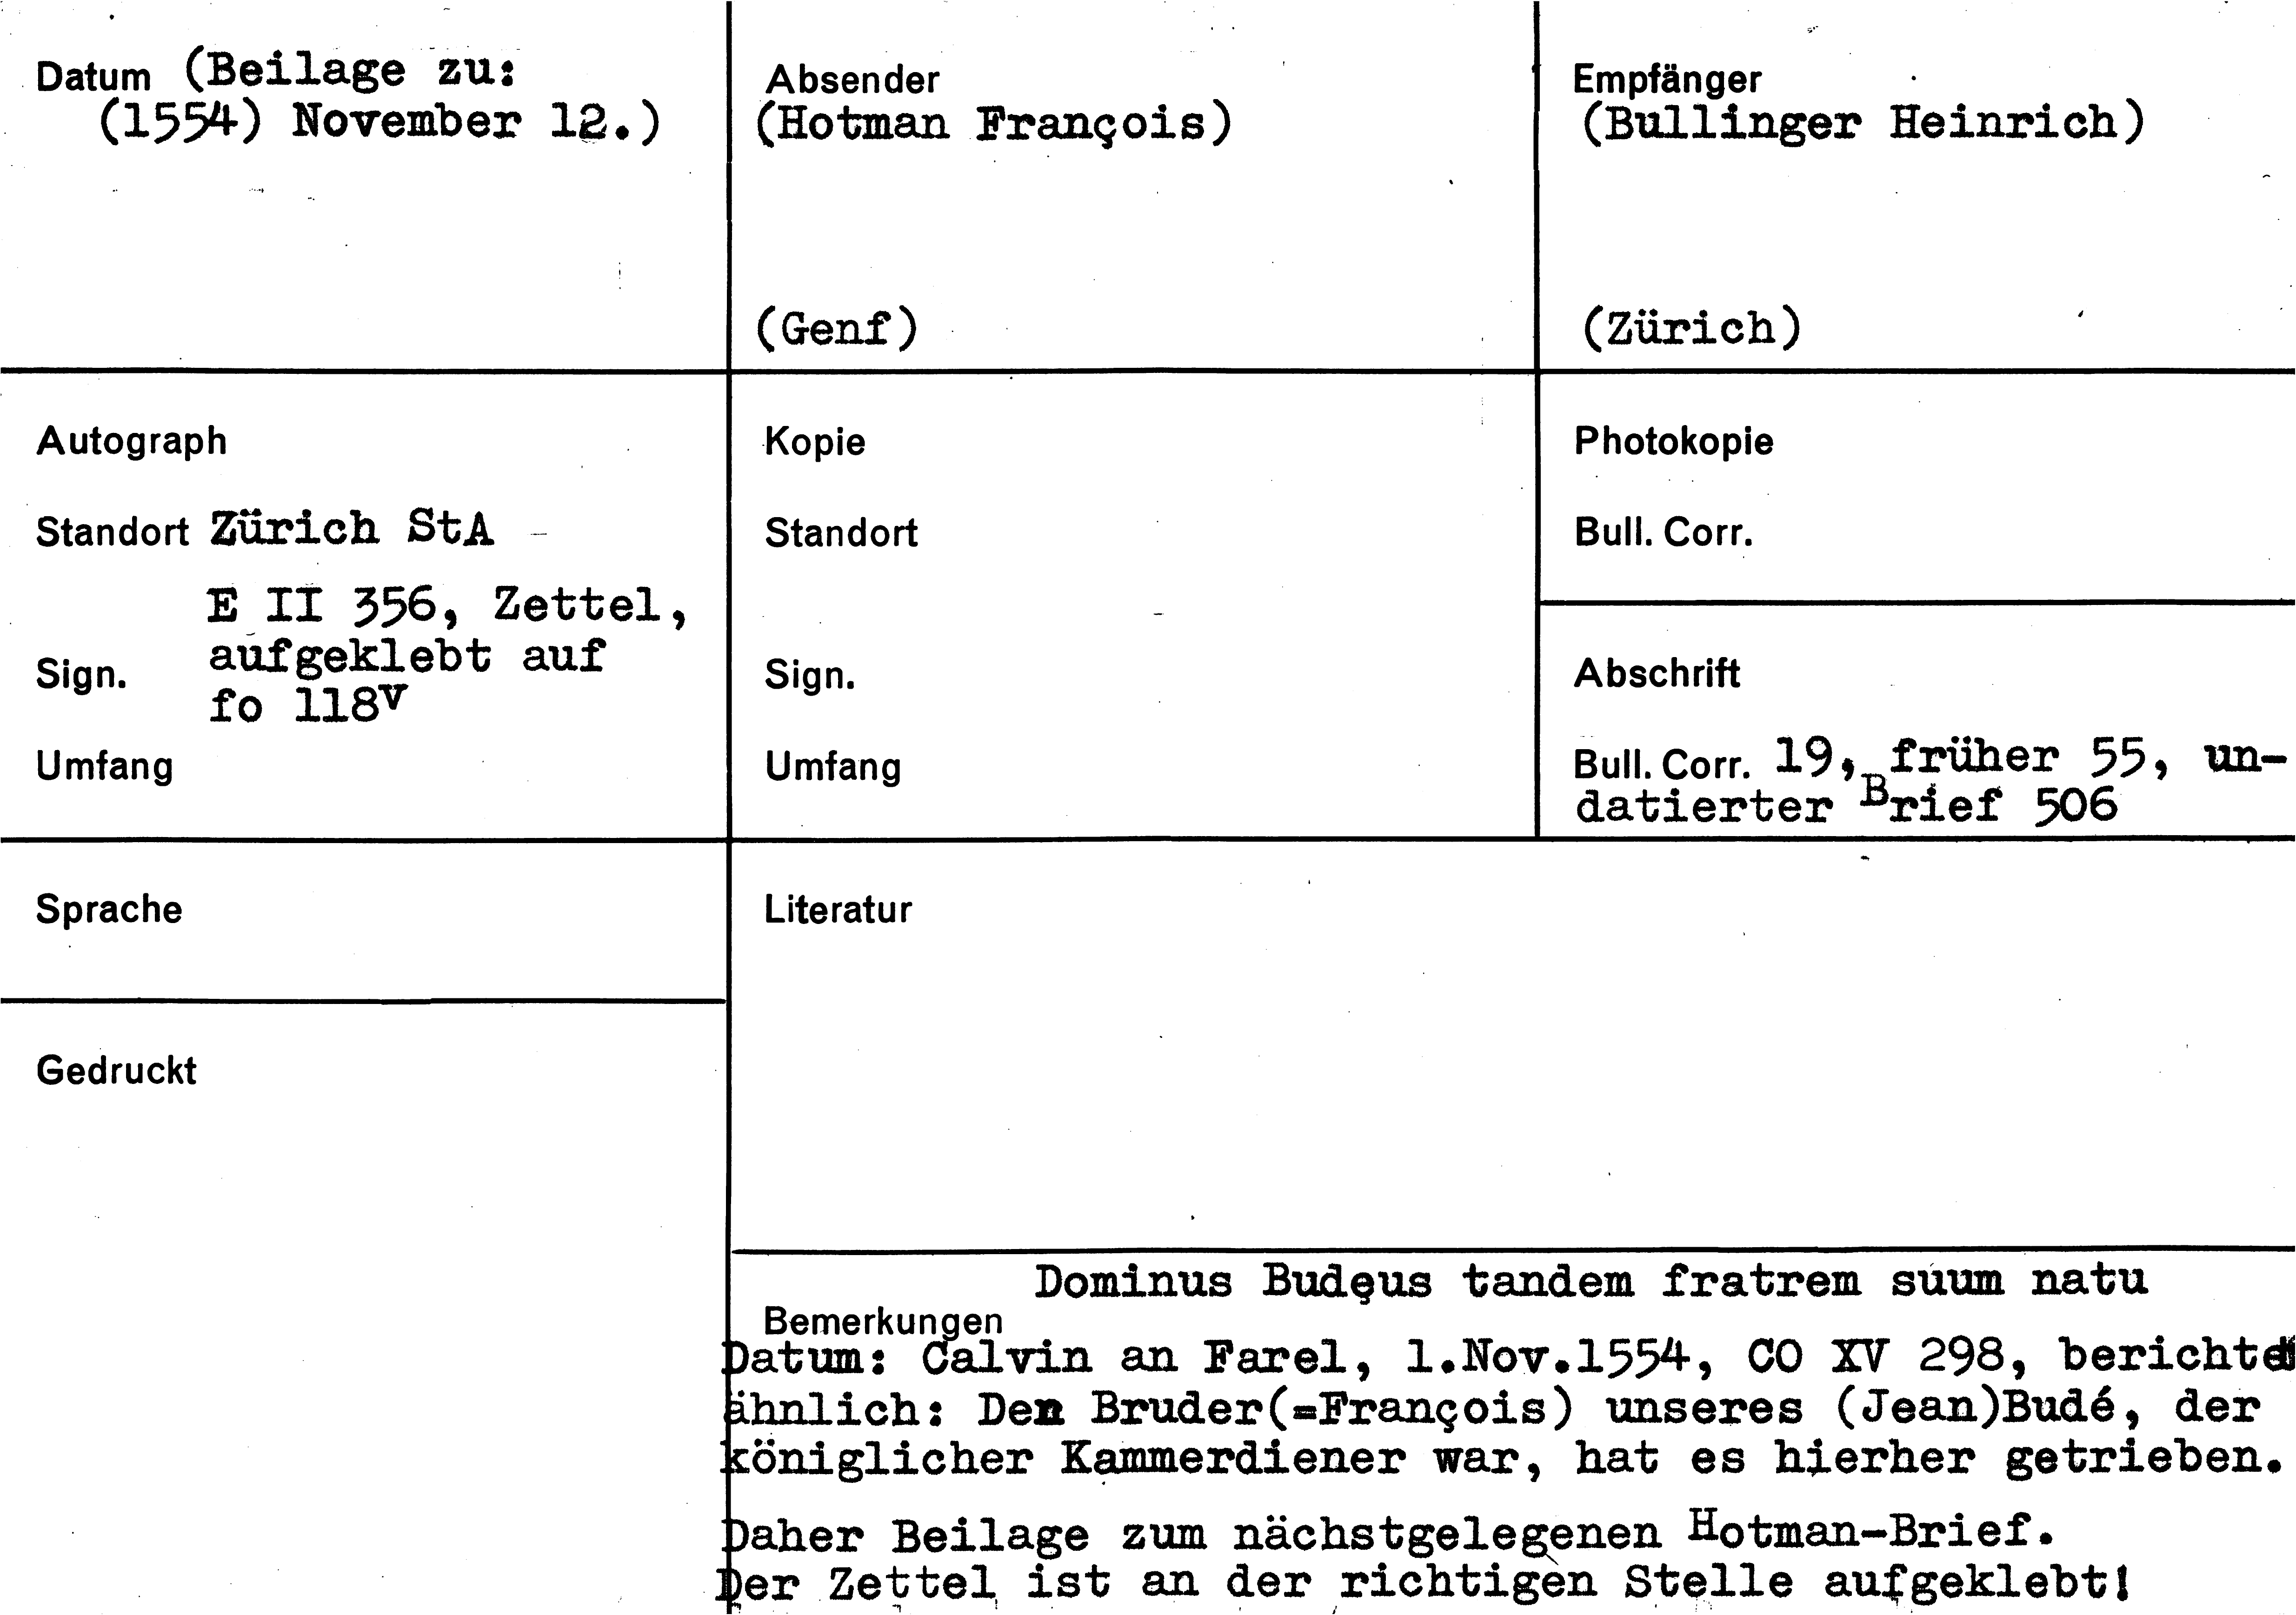 Datum (Beilage zu:
(1554) November 12.)
Absender
(Hotman François)
(Genf)
Empfänger
(Bullinger Heinrich)
(Zürich)
Autograph
Standort Zürich StA
E II 356, Zettel,
Sign. aufgeklebt auf
fo 118v
Umfang
Kopie
Standort
Sign.
Umfang
Photokopie
Bull. Corr.
Abschrift
Bull. Corr. 19, früher 55, un-
datierter Brief 506
Sprache
Gedruckt
Literatur
Dominus Budęus tandem fratrem suum natu
Bemerkungen
Datum: Calvin an Farel, 1.Nov.1554, CO XV 298, berichtet
ähnlich: Den Bruder(=François) unseres (Jean)Budé, der
königlicher Kammerdiener war, hat es hierher getrieben.
Daher Beilage zum nächstgelegenen Hotman-Brief.
Der Zettel ist an der richtigen Stelle aufgeklebt!